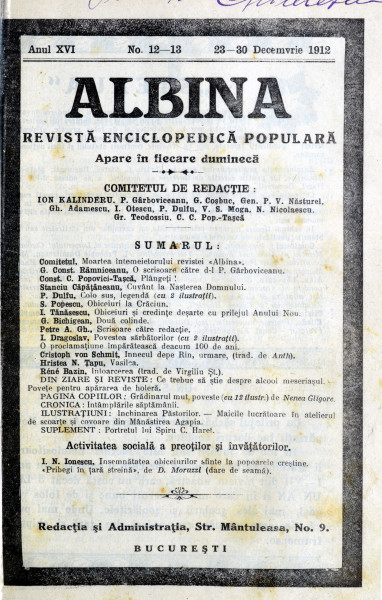 Anul XVI No. 12—13 23—30 Decemvrie 1912
ALBINA
REVISTĂ ENCICLOPEDICĂ POPULARĂ
Apare în fiecare duminecă
COMITETUL DE REDACȚIE:
ION KALINDERU, P. Gârboviceanu, G. Coșbuc, Gen. P. V. Năsturel,
Gh. Adamescu, I. Otescu, P. Dulfu, V. S. Moga, N. Nicolaescu,
Gr. Teodossiu, C. C. Pop.-Tașcă
SUMARUL:
Comitetul, Moartea întemeietorului revistei «Albina».
G. Const. Râmniceanu, O scrisoare către d-l P. Gârboviceanu.
Const. C. Popovici-Tașcă, Plângeți!
Stanciu Căpățâneanu, Cuvânt la Nașterea Domnului.
P. Dulfu, Colo sus, legendă (cu 2 ilustrații).
S. Popescu, Obiceiuri la Crăciun.
I. Tănăsescu, Obiceiuri și credințe deșarte cu prilejul Anului Nou.
G. Bichigean, Două colinde.
Petre A. Gh., Scrisoare către redacție.
I. Dragoslav, Povestea sărbătorilor (cu 2 ilustrații).
O proclamațiune împărătească deacum 100 de ani.
Cristoph von Schmit, Innecul depe Rin, urmare, (trad. de Anth).
Hristea N. Țapu, Vasilca.
Réné Bazin, Intoarcerea (trad. de Virgiliu Șt.).
DIN ZIARE ȘI REVISTE: Ce trebue să știe despre alcool meseriașul.—
Povețe pentru apărarea de holeră.
PAGINA COPIILOR: Grădinarul mut, poveste (cu 12 ilustr.) de Nenea Gligore.
CRONICA: Intâmplările săptămânii.
ILUSTRAȚIUNI: Inchinarea Păstorilor. — Maicile lucrătoare în atelierul
de scoarțe și covoare din Mănăstirea Agapia.
SUPLEMENT: Portretul lui Spiru C. Haret.
Activitatea socială a preoților și învățătorilor.
I. N. Ionescu, Insemnătatea obiceiurilor sfinte la popoarele creștine.
«Pribegi în țară streină», de D. Moruzzi (dare de seamă).
Redacția și Administrația, Str. Mântuleasa, No. 9.
BUCUREȘTI